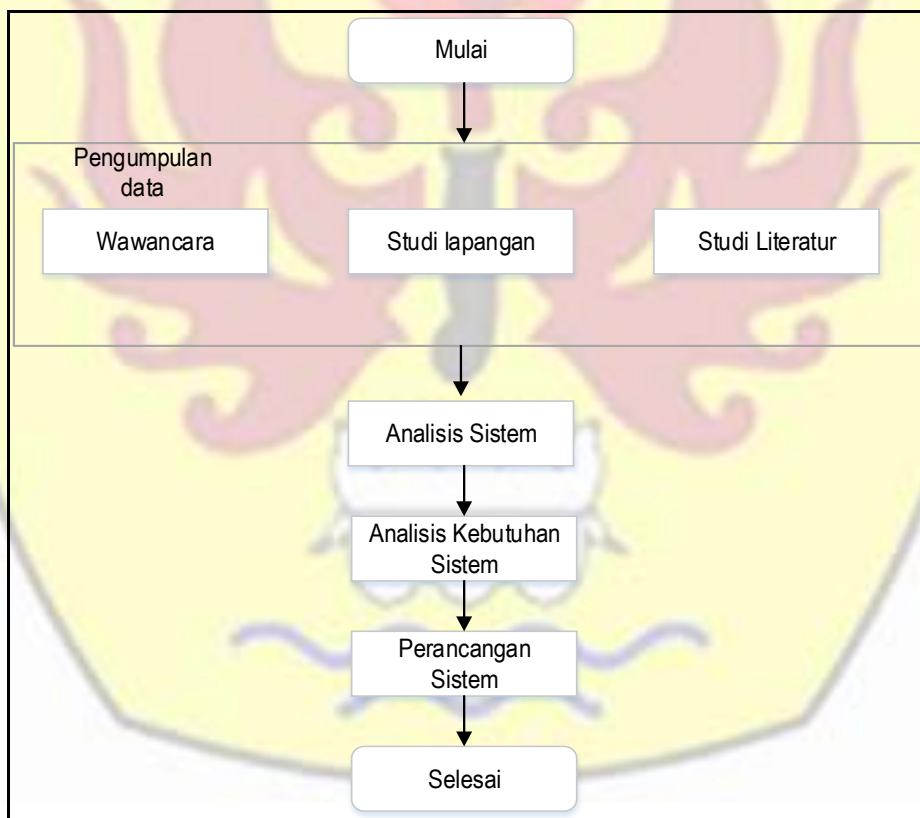 Mulai
Pengumpulan
data
Wawancara
Studi lapangan
Studi Literatur
Analisis Sistem
Analisis Kebutuhan
Sistem
Perancangan
Sistem
Selesai